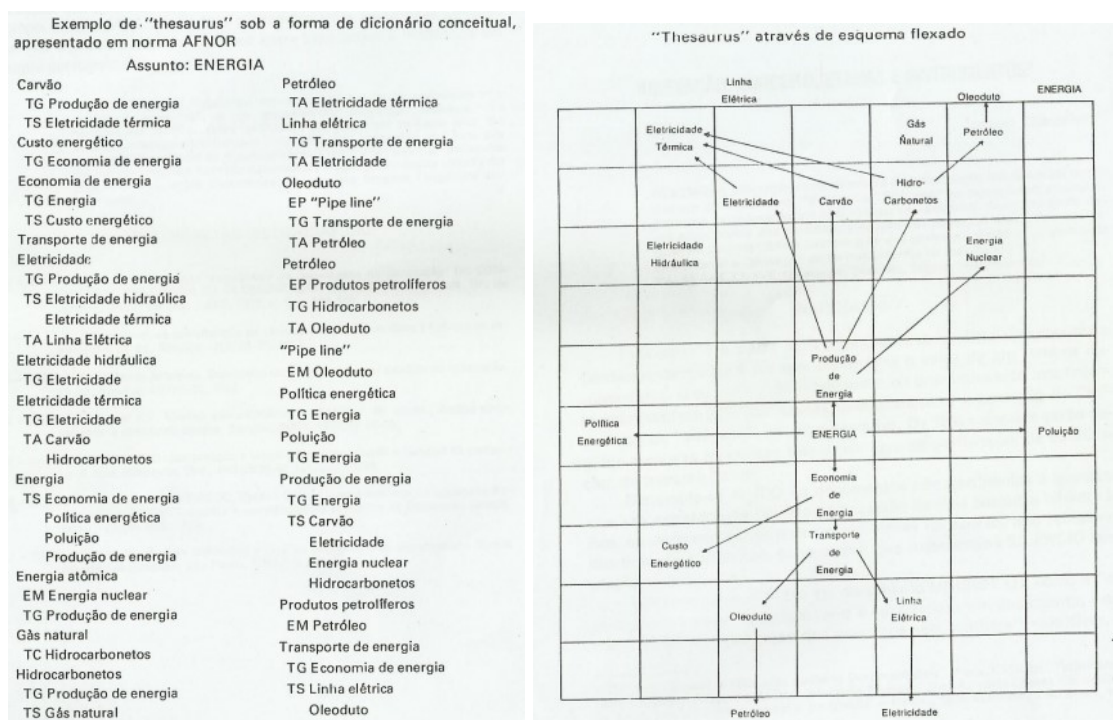 Exemplo de "thesaurus" sob a forma de dicionário conceitual,
apresentado em norma AFNOR
Assunto: ENERGIA
Carvão
TG Produção de energia
TS Eletricidade térmica
Custo energético
TG Economia de energia
Economia de energia
TG Energia
TS Custo energético
Transporte de energia
Eletricidade
TG Produção de energia
TS Eletricidade hidraúlica
Eletricidade térmica
TA Linha Elétrica
Eletricidade hidráulica
TG Eletricidade
Eletricidade térmica
TG Eletricidade
TA Carvão
Hidrocarbonetos
Energia
TS Economia de energia
Política energética
Poluição
Produção de energia
Energia atômica
EM Energia nuclear
TG Produção de energia
Gàs natural
TC Hidrocarbonetos
Hidrocarbonetos
TG Produção de energia
TS Gás natural
Petróleo
TA Eletricidade térmica
Linha elétrica
TG Transporte de energia
TA Eletricidade
Oleoduto
EP "Pipe line"
TG Transporte de energia
TA Petróleo
Petróleo
EP Produtos petrolíferos
TG Hidrocarbonetos
TA Oleoduto
"Pipe line"
EM Oleoduto
Política energética
TG Energia
Poluição
TG Energia
Produção de energia
TG Energia
TS Carvão
Eletricidade
Energia nuclear
Hidrocarbonetos
Produtos petrolíferos
EM Petróleo
Transporte de energia
TG Economia de energia
TS Linha elétrica
Oleoduto
"Thesaurus" através de esquema flexado
Linha
Elétrica
Oleoduto
ENERGIA
Eletricidade
Térmica
Gás
Natural
Petróleo
Eletricidade
Carvão
Hidro-
Carbonetos
Eletricidade
Hidráulica
Energia
Nuclear
Produção
de
Energia
Política
Energética
ENERGIA
Poluição
Economia
de
Energia
Custo
Energético
Transporte
de
Energia
Oleoduto
Linha
Elétrica
Petróleo
Eletricidade